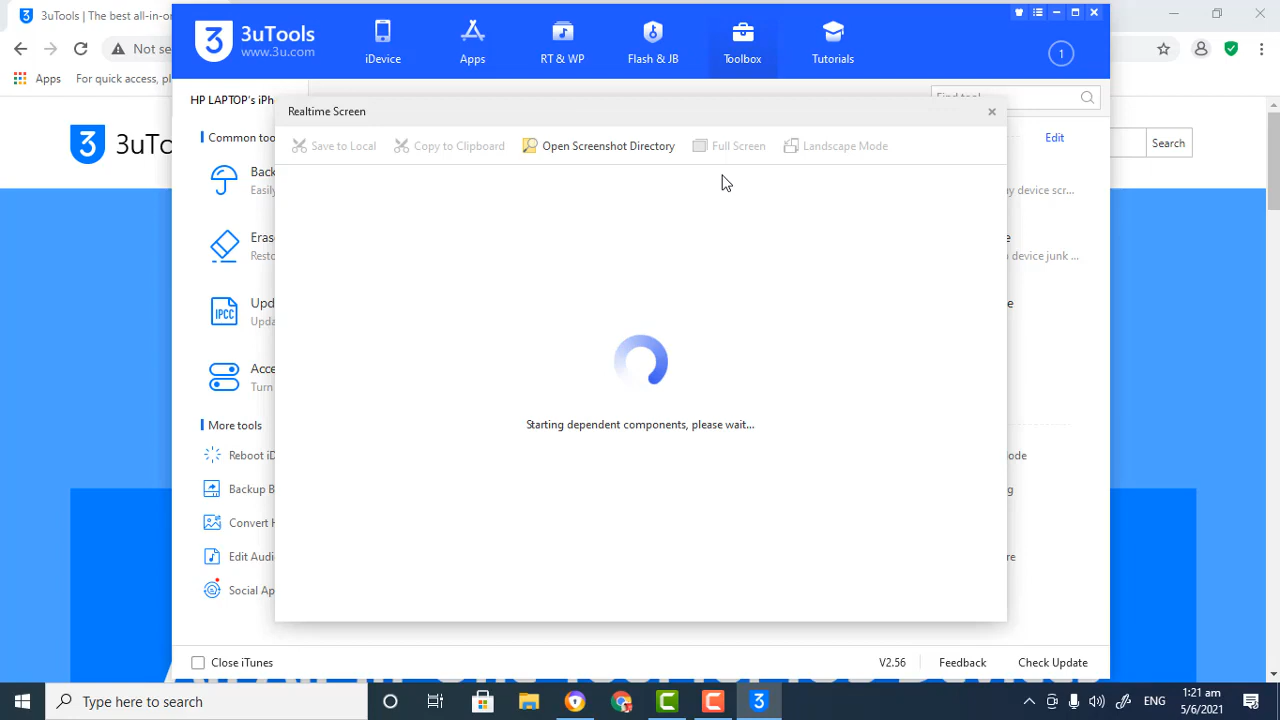 3uTools | The best all-in-o
Not se
Apps
For quick access, pl
3uTo
Search
3uTools
www.3u.com
iDevice
Apps
RT & WP
Flash & JB
Toolbox
Tutorials
1
HP LAPTOP's iPh
Common too
Edit
Back
Easily
y device scr...
Eras
Resto
e
device junk ...
Upd
Upda
e
IPCC
Acce
Turn
More tools
Reboot iD
ode
Backup B
g
Convert H
Edit Audi
re
Social Ap
Realtime Screen
Save to Local
Copy to Clipboard
Open Screenshot Directory
Full Screen
Landscape Mode
Starting dependent components, please wait...
Close iTunes
V2.56
Feedback
Check Update
Type here to search
ENG
1:21 am
5/6/2021